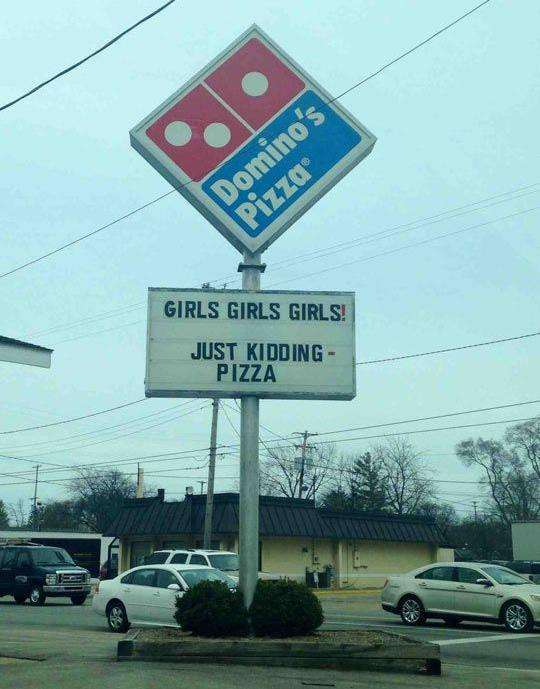 Domino's
Pizza®
GIRLS GIRLS GIRLS!
JUST KIDDING -
PIZZA